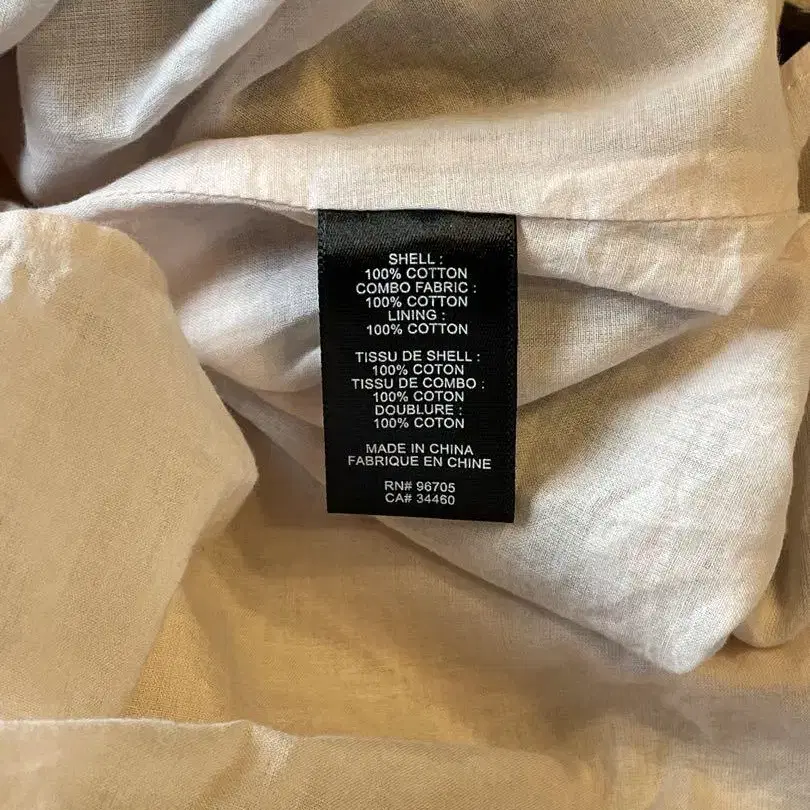 SHELL :
100% COTTON
COMBO FABRIC :
100% COTTON
LINING :
100% COTTON
TISSU DE SHELL :
100% COTON
TISSU DE COMBO :
100% COTON
DOUBLURE :
100% COTON
MADE IN CHINA
FABRIQUE EN CHINE
RN# 96705
CA# 34460